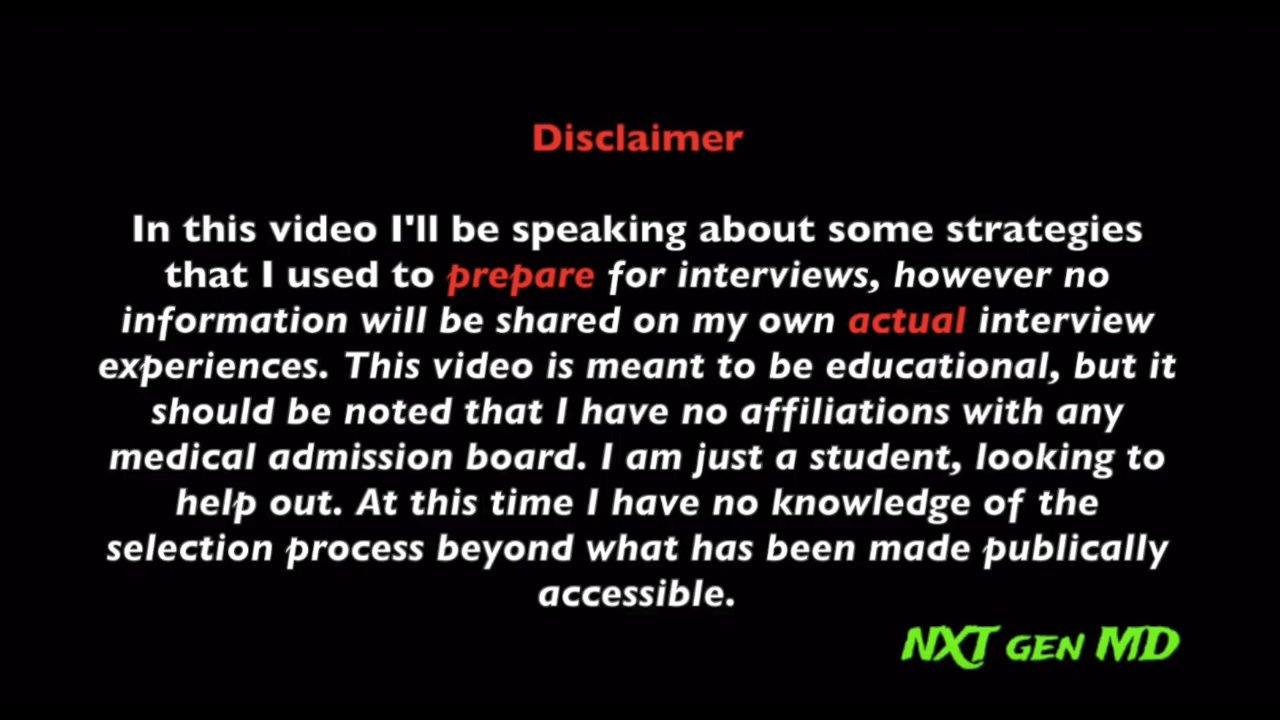 Disclaimer
In this video I'll be speaking about some strategies
that I used to prepare for interviews, however no
information will be shared on my own actual interview
experiences. This video is meant to be educational, but it
should be noted that I have no affiliations with any
medical admission board. I am just a student, looking to
help out. At this time I have no knowledge of the
selection process beyond what has been made publically
accessible.
NXT GEN MD